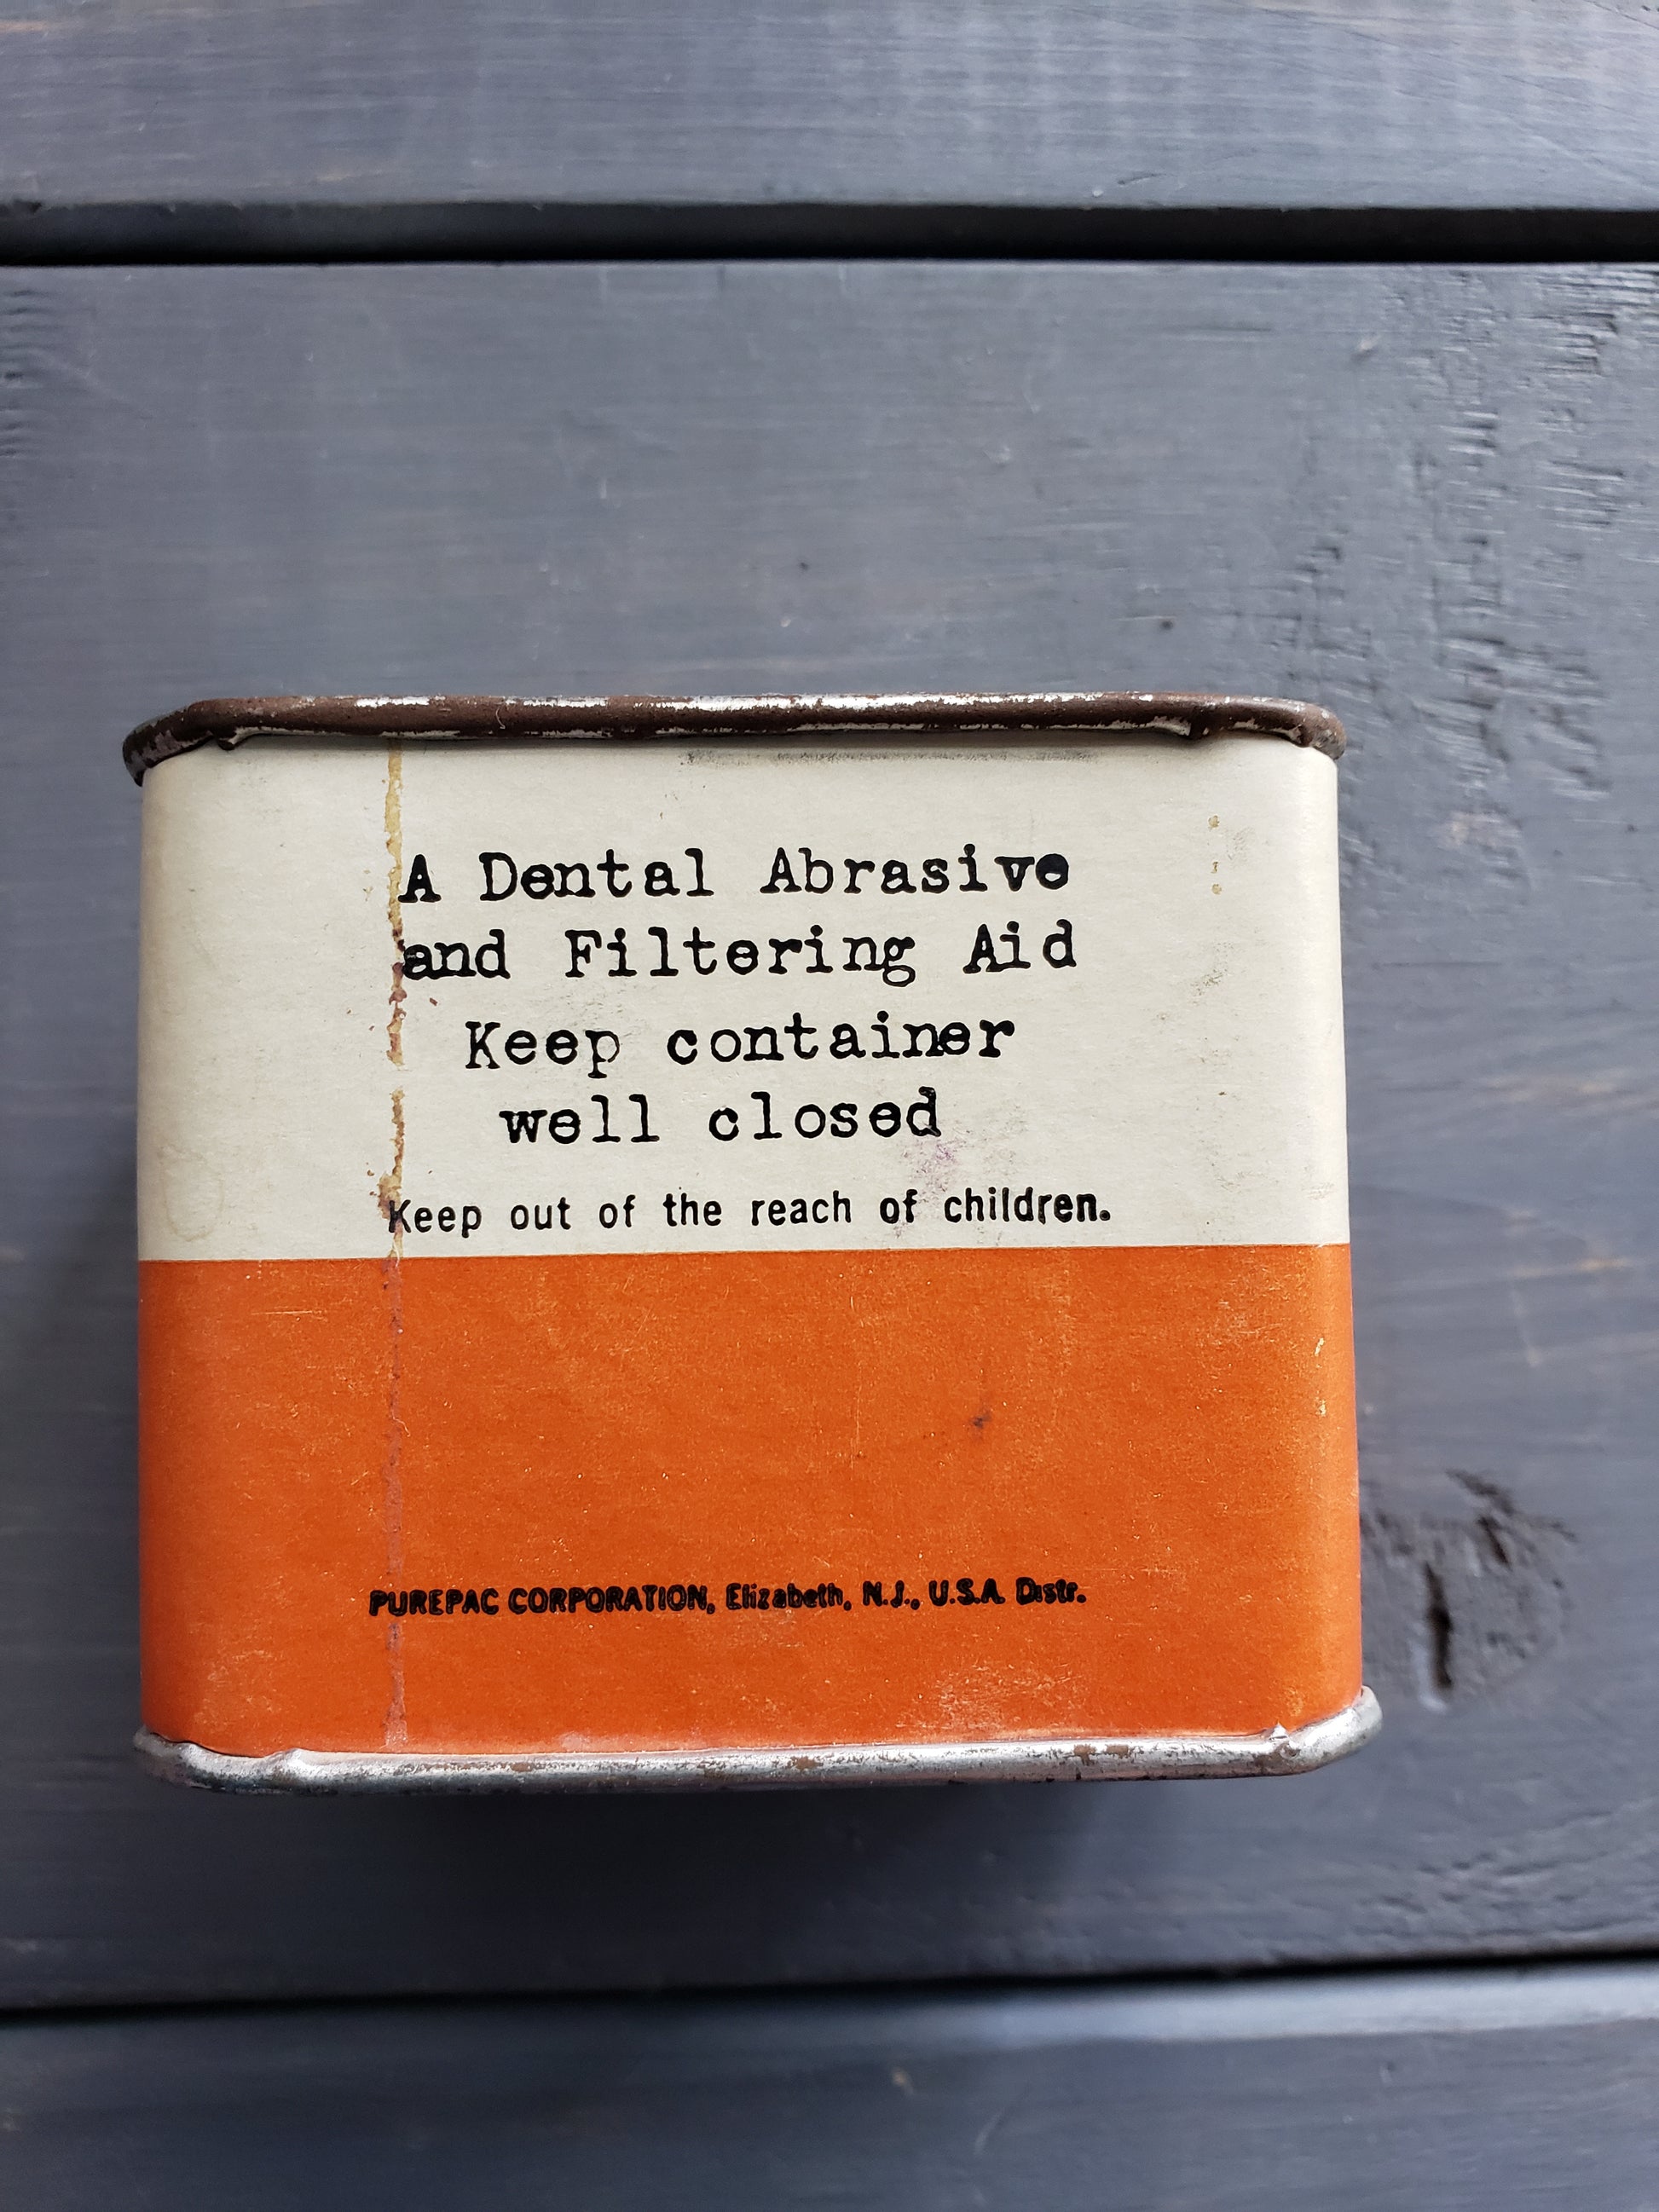 A Dental Abrasive
and Filtering Aid
Keep container
well closed
Keep out of the reach of children.
PUREPAC CORPORATION, Elizabeth, N.J., U.S.A. Distr.